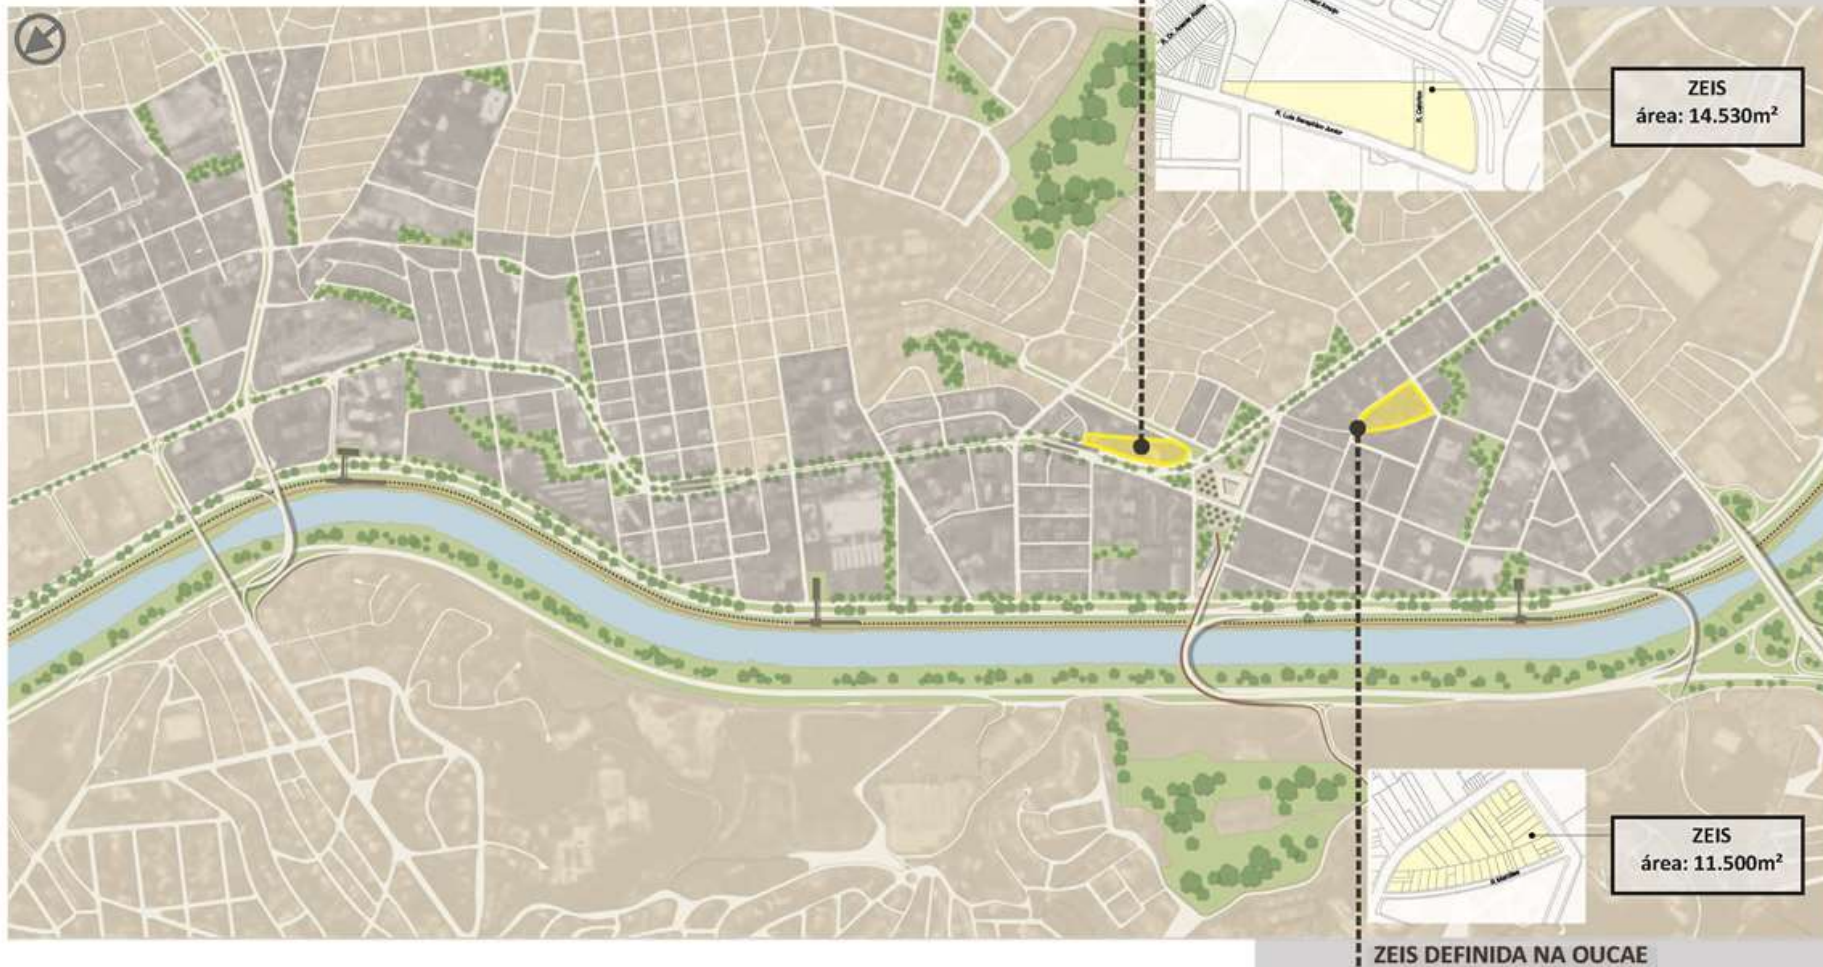 ZEIS
área: 14.530m²
R. Luis Seraphico Junior
ZEIS
área: 11.500m²
ZEIS DEFINIDA NA OUCAE